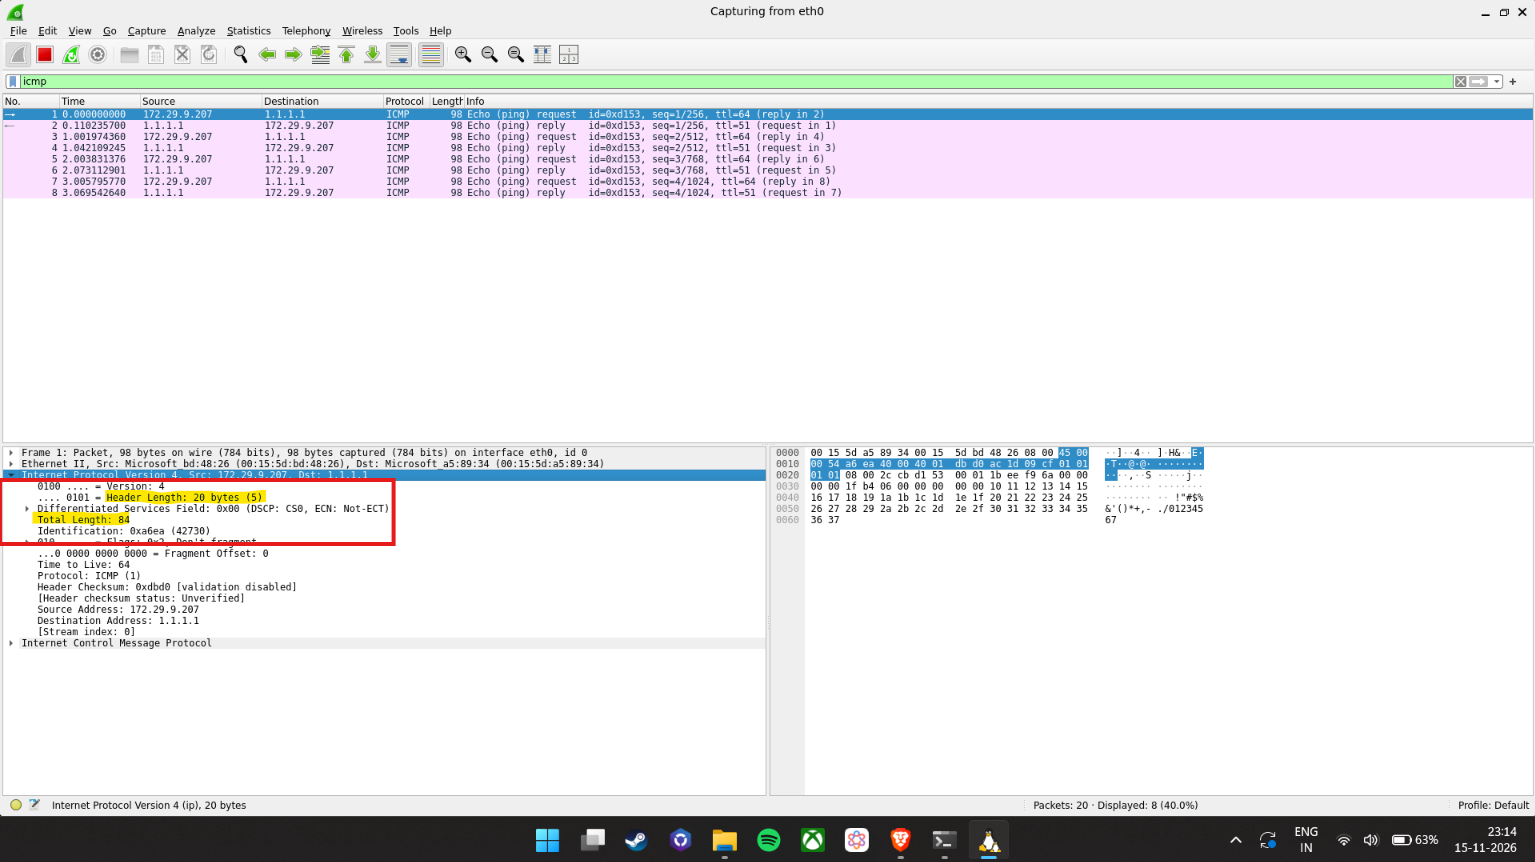 Capturing from eth0
File Edit View Go Capture Analyze Statistics Telephony Wireless Tools Help
icmp
No. Time Source Destination Protocol Length Info
1 0.000000000 172.29.9.207 1.1.1.1 ICMP 98 Echo (ping) request id=0xd153, seq=1/256, ttl=64 (reply in 2)
2 0.110235700 1.1.1.1 172.29.9.207 ICMP 98 Echo (ping) reply id=0xd153, seq=1/256, ttl=51 (request in 1)
3 1.001974360 172.29.9.207 1.1.1.1 ICMP 98 Echo (ping) request id=0xd153, seq=2/512, ttl=64 (reply in 4)
4 1.042109245 1.1.1.1 172.29.9.207 ICMP 98 Echo (ping) reply id=0xd153, seq=2/512, ttl=51 (request in 3)
5 2.003831376 172.29.9.207 1.1.1.1 ICMP 98 Echo (ping) request id=0xd153, seq=3/768, ttl=64 (reply in 6)
6 2.073112901 1.1.1.1 172.29.9.207 ICMP 98 Echo (ping) reply id=0xd153, seq=3/768, ttl=51 (request in 5)
7 3.005795770 172.29.9.207 1.1.1.1 ICMP 98 Echo (ping) request id=0xd153, seq=4/1024, ttl=64 (reply in 8)
8 3.069542640 1.1.1.1 172.29.9.207 ICMP 98 Echo (ping) reply id=0xd153, seq=4/1024, ttl=51 (request in 7)
Frame 1: Packet, 98 bytes on wire (784 bits), 98 bytes captured (784 bits) on interface eth0, id 0
Ethernet II, Src: Microsoft_bd:48:26 (00:15:5d:bd:48:26), Dst: Microsoft_a5:89:34 (00:15:5d:a5:89:34)
Internet Protocol Version 4, Src: 172.29.9.207, Dst: 1.1.1.1
0100 .... = Version: 4
.... 0101 = Header Length: 20 bytes (5)
Differentiated Services Field: 0x00 (DSCP: CS0, ECN: Not-ECT)
Total Length: 84
Identification: 0xa6ea (42730)
010. .... = Flags: 0x2, Don't fragment
...0 0000 0000 0000 = Fragment Offset: 0
Time to Live: 64
Protocol: ICMP (1)
Header Checksum: 0xdbd0 [validation disabled]
[Header checksum status: Unverified]
Source Address: 172.29.9.207
Destination Address: 1.1.1.1
[Stream index: 0]
Internet Control Message Protocol
0000 00 15 5d a5 89 34 00 15 5d bd 48 26 08 00 45 00 ··]··4·· ]·H&··E·
0010 00 54 a6 ea 40 00 40 01 db d0 ac 1d 09 cf 01 01 ·T··@·@· ········
0020 01 01 08 00 2c cb d1 53 00 01 1b ee f9 6a 00 00 ····,··S ·····j··
0030 00 00 1f b4 06 00 00 00 00 00 10 11 12 13 14 15 ········ ········
0040 16 17 18 19 1a 1b 1c 1d 1e 1f 20 21 22 23 24 25 ········ ·· !"#$%
0050 26 27 28 29 2a 2b 2c 2d 2e 2f 30 31 32 33 34 35 &'()*+,- ./012345
0060 36 37 67
Internet Protocol Version 4 (ip), 20 bytes
Packets: 20 · Displayed: 8 (40.0%)
Profile: Default
ENG
IN
63%
23:14
15-11-2026